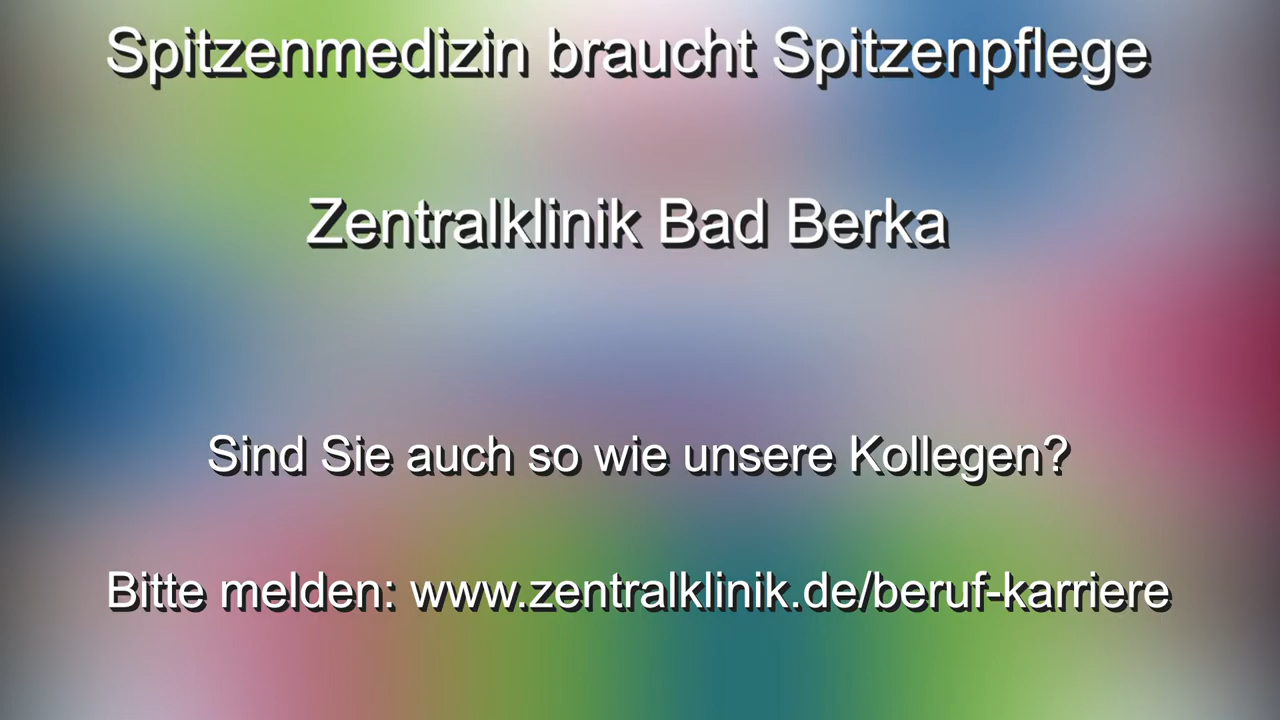 Spitzenmedizin braucht Spitzenpflege
Zentralklinik Bad Berka
Sind Sie auch so wie unsere Kollegen?
Bitte melden: www.zentralklinik.de/beruf-karriere